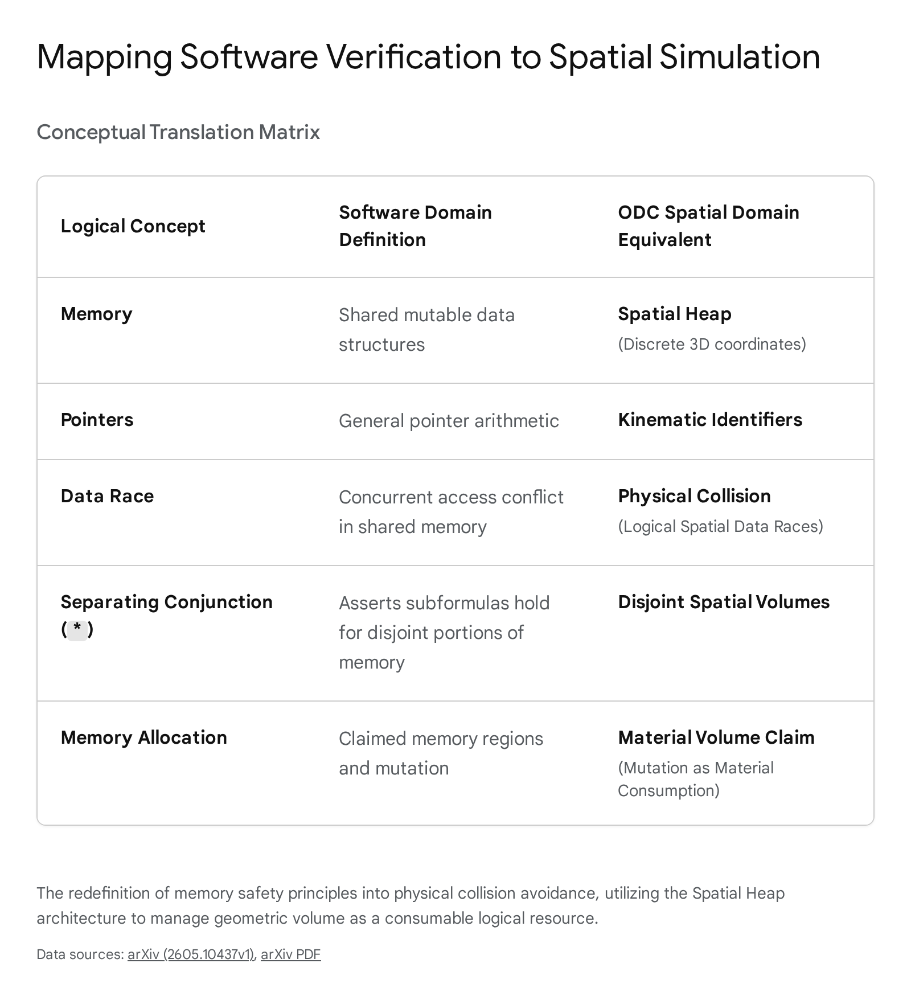 Mapping Software Verification to Spatial Simulation
Conceptual Translation Matrix
Logical Concept
Software Domain
Definition
ODC Spatial Domain
Equivalent
Memory
Shared mutable data
structures
Spatial Heap
(Discrete 3D coordinates)
Pointers
General pointer arithmetic
Kinematic Identifiers
Data Race
Concurrent access conflict
in shared memory
Physical Collision
(Logical Spatial Data Races)
Separating Conjunction
(*)
Asserts subformulas hold
for disjoint portions of
memory
Disjoint Spatial Volumes
Memory Allocation
Claimed memory regions
and mutation
Material Volume Claim
(Mutation as Material
Consumption)
The redefinition of memory safety principles into physical collision avoidance, utilizing the Spatial Heap
architecture to manage geometric volume as a consumable logical resource.
Data sources: arXiv (2605.10437v1), arXiv PDF